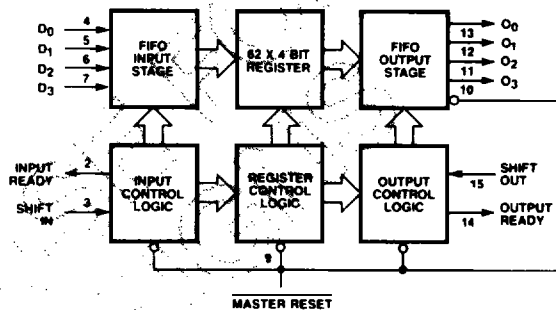 D0 4
D1 5
D2 6
D3 7
FIFO
INPUT
STAGE
62 X 4 BIT
REGISTER
FIFO
OUTPUT
STAGE
O0
13 O1
12 O2
11 O3
10
INPUT
READY
2
SHIFT
IN
3
INPUT
CONTROL
LOGIC
REGISTER
CONTROL
LOGIC
OUTPUT
CONTROL
LOGIC
SHIFT
OUT
15
OUTPUT
READY
14
9
MASTER RESET